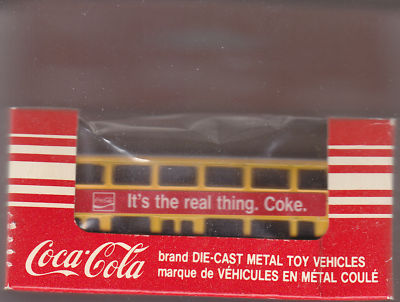 It's the real thing. Coke.
Coca-Cola
brand DIE-CAST METAL TOY VEHICLES
marque de VÉHICULES EN MÉTAL COULÉ